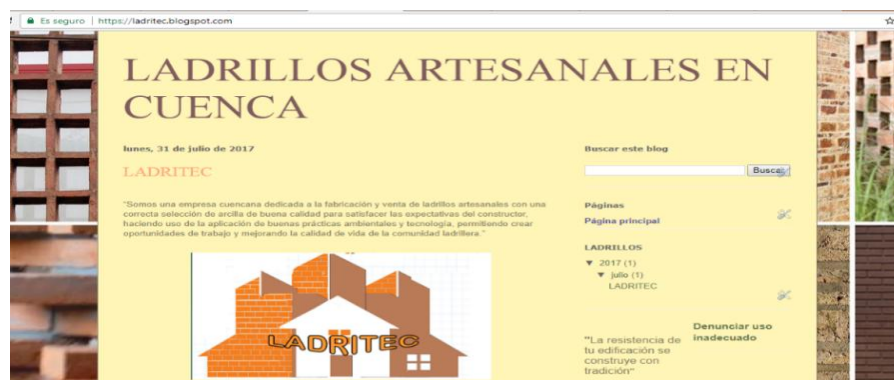 Es seguro | https://ladritec.blogspot.com
LADRILLOS ARTESANALES EN
CUENCA
lunes, 31 de julio de 2017
LADRITEC
"Somos una empresa cuencana dedicada a la fabricación y venta de ladrillos artesanales con una
correcta selección de arcilla de buena calidad para satisfacer las expectativas del constructor,
haciendo uso de la aplicación de buenas prácticas ambientales y tecnología, permitiendo crear
oportunidades de trabajo y mejorando la calidad de vida de la comunidad ladrillera."
LADRITEC
Buscar este blog
Buscar
Páginas
Página principal
LADRILLOS
▼ 2017 (1)
▼ julio (1)
LADRITEC
Denunciar uso
inadecuado
"La resistencia de
tu edificación se
construye con
tradición"